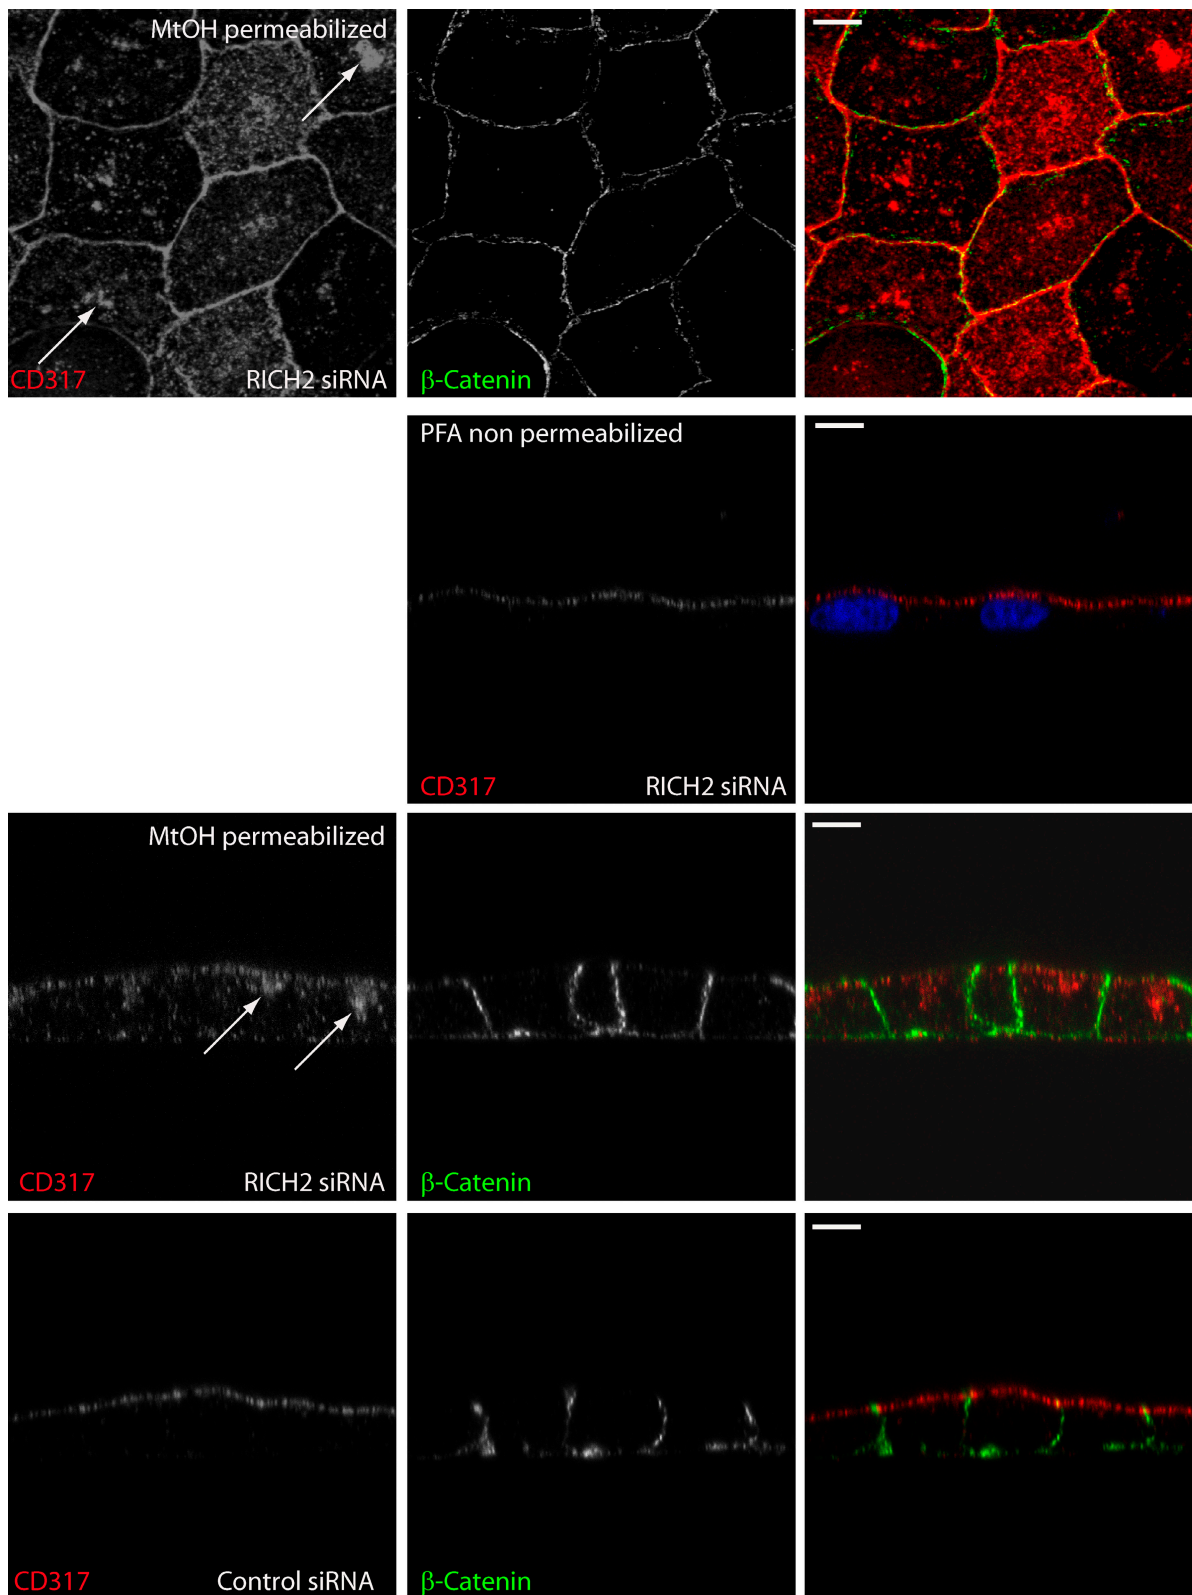 MtOH permeabilized
CD317 RICH2 siRNA
β-Catenin
PFA non permeabilized
CD317 RICH2 siRNA
MtOH permeabilized
CD317 RICH2 siRNA
β-Catenin
CD317 Control siRNA
β-Catenin